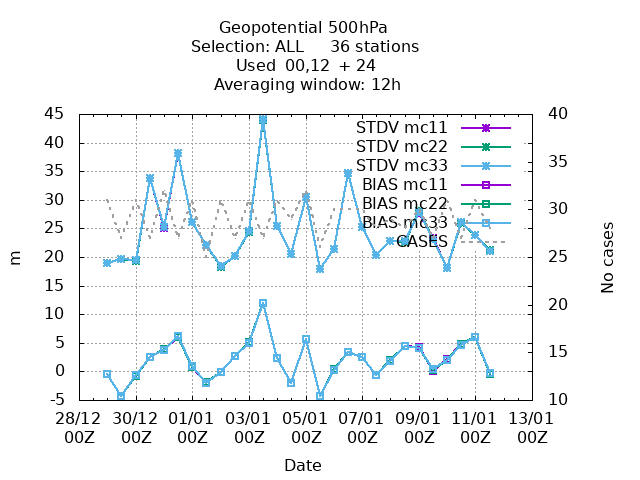 Geopotential 500hPa
Selection: ALL 36 stations
Used 00,12 + 24
Averaging window: 12h
45
40
35
30
25
20
15
10
5
0
-5
m
40
35
30
25
20
15
10
No cases
STDV mc11
STDV mc22
STDV mc33
BIAS mc11
BIAS mc22
BIAS mc33
CASES
28/12 30/12 01/01 03/01 05/01 07/01 09/01 11/01 13/01
00Z 00Z 00Z 00Z 00Z 00Z 00Z 00Z 00Z
Date